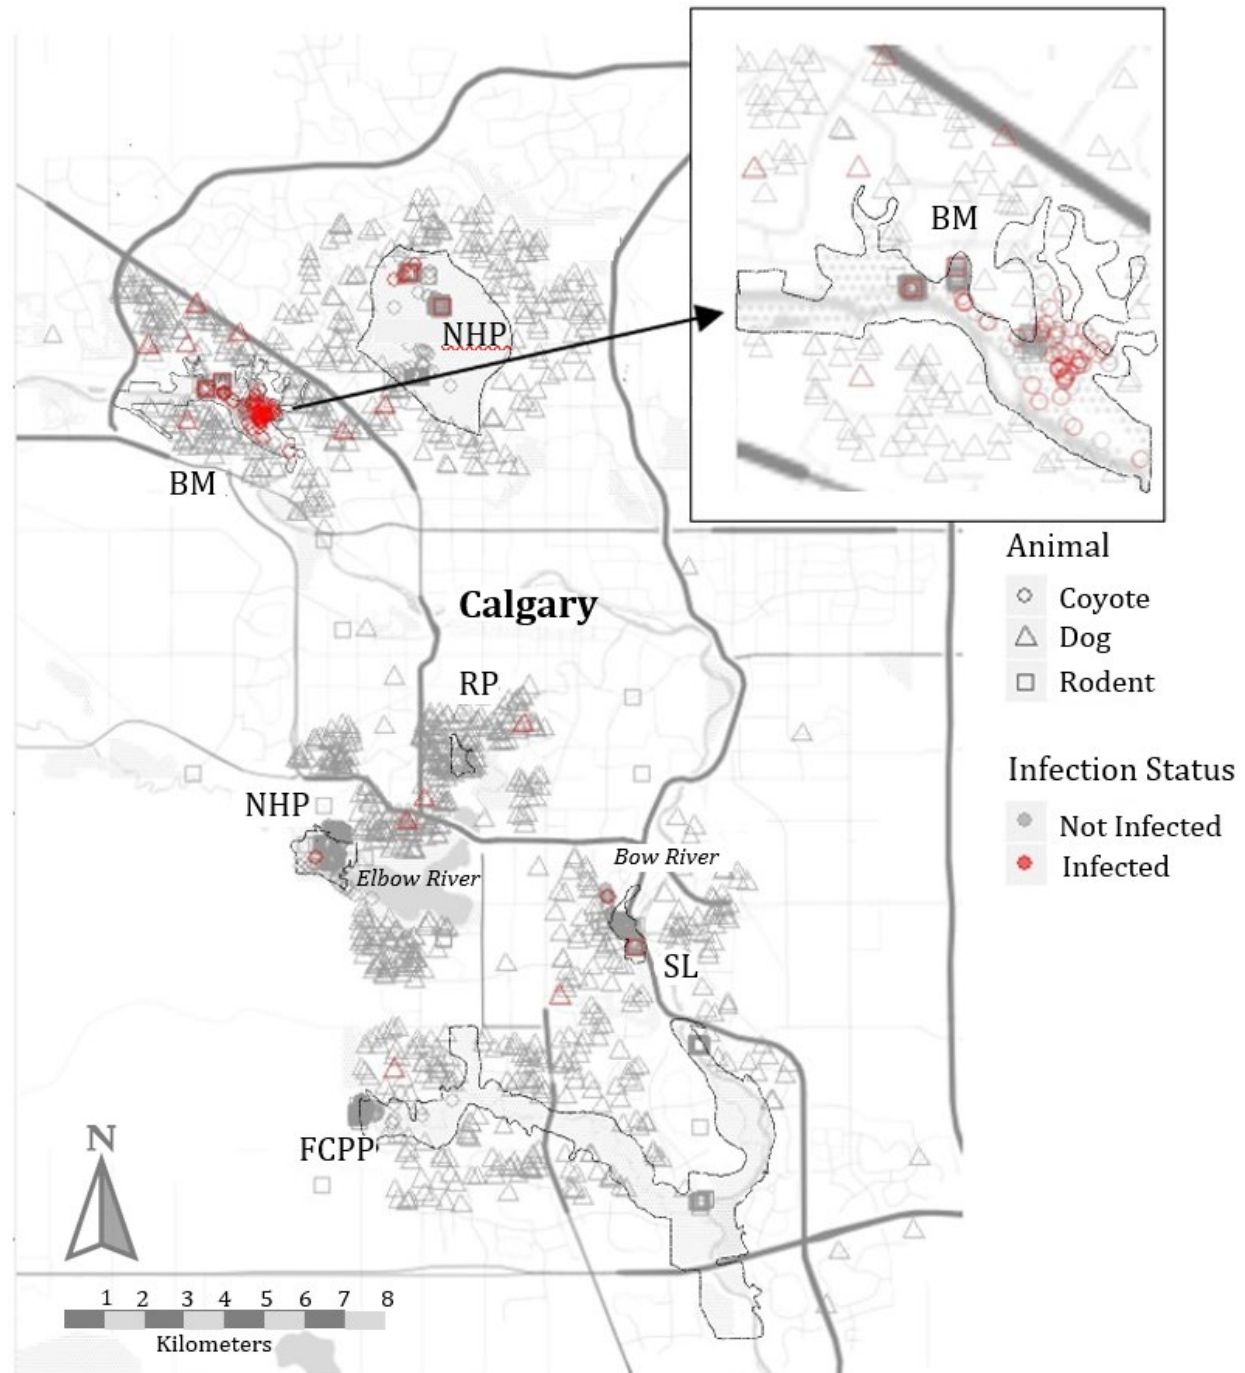 BM
NHP
BM
Calgary
Animal
Coyote
Dog
Rodent
RP
Infection Status
NHP
Not Infected
Bow River
Infected
Elbow River
SL
FCPP
N
1 2 3 4 5 6 7 8
Kilometers